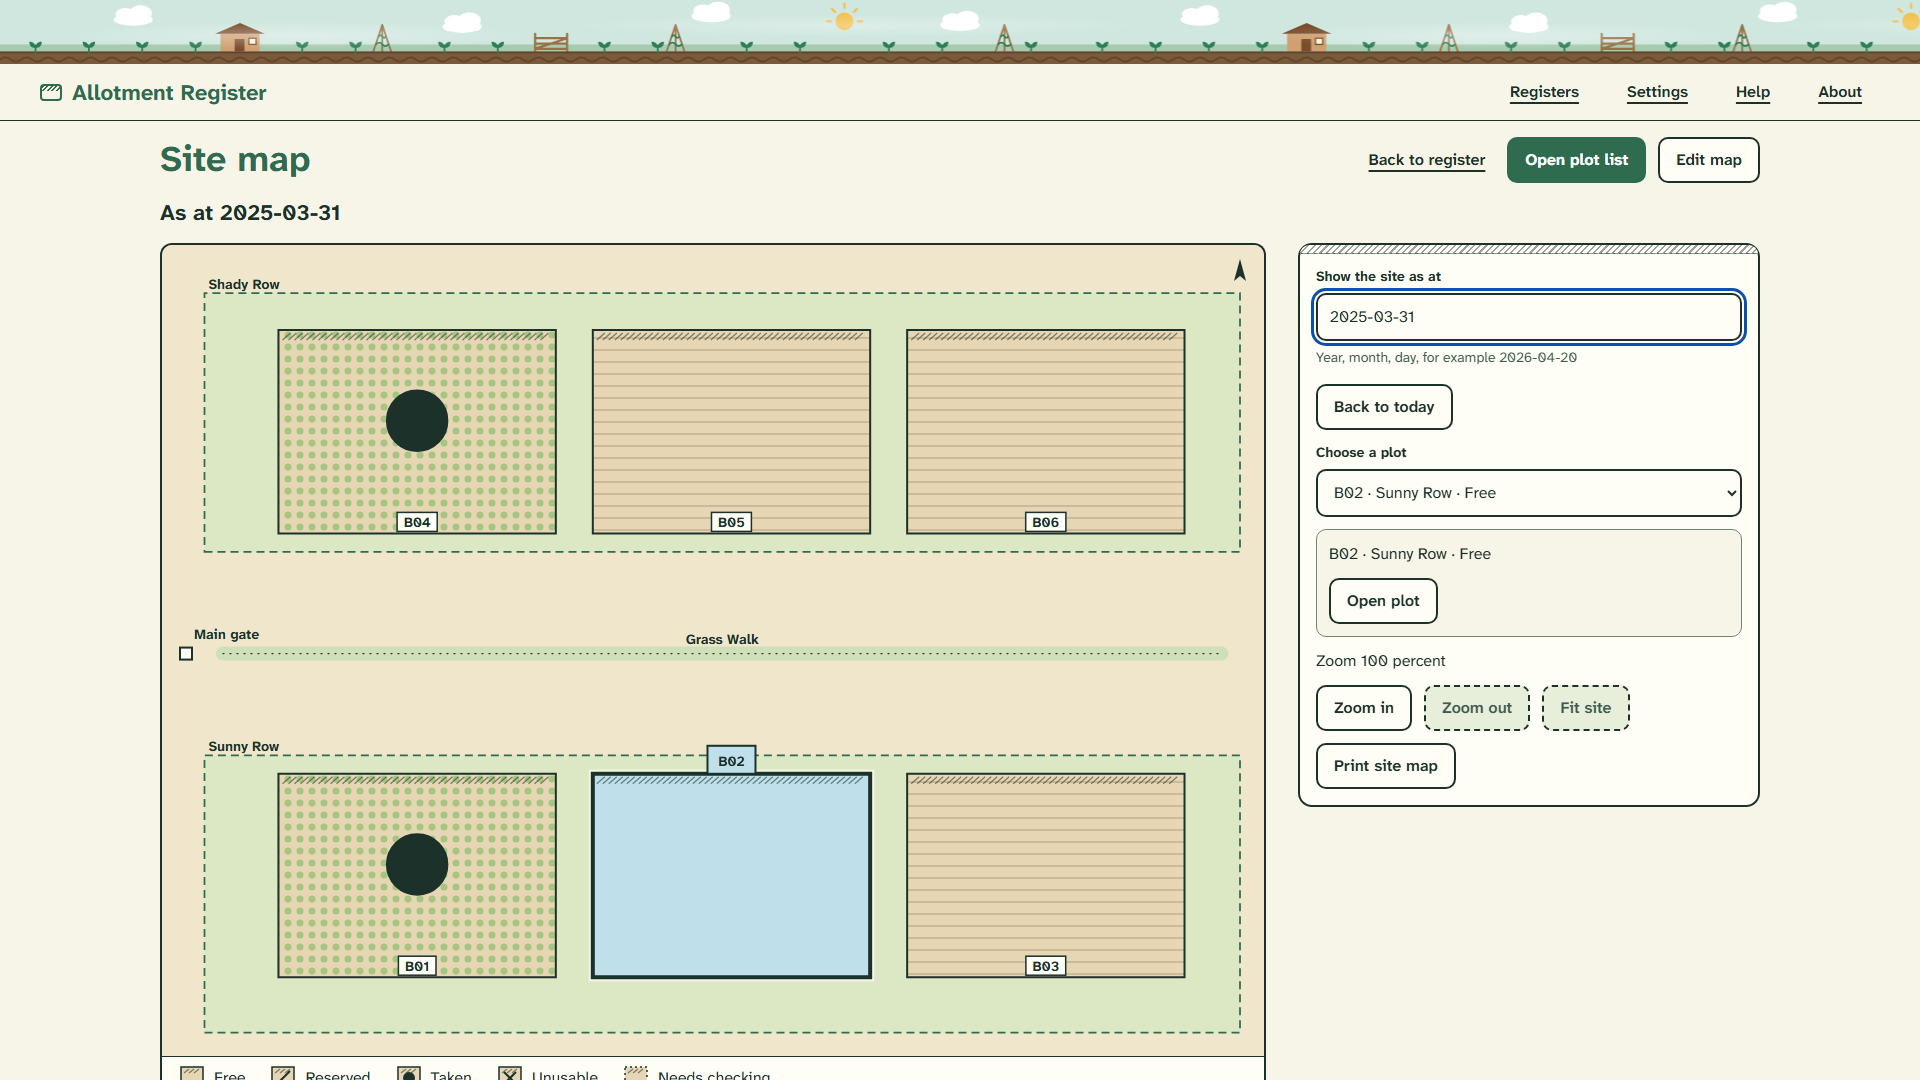 Allotment Register
Registers
Settings
Help
About
Site map
Back to register
Open plot list
Edit map
As at 2025-03-31
Shady Row
B04
B05
B06
Main gate
Grass Walk
Sunny Row
B02
B01
B03
Free
Reserved
Taken
Unusable
Needs checking
Show the site as at
2025-03-31
Year, month, day, for example 2026-04-20
Back to today
Choose a plot
B02 · Sunny Row · Free
B02 · Sunny Row · Free
Open plot
Zoom 100 percent
Zoom in
Zoom out
Fit site
Print site map